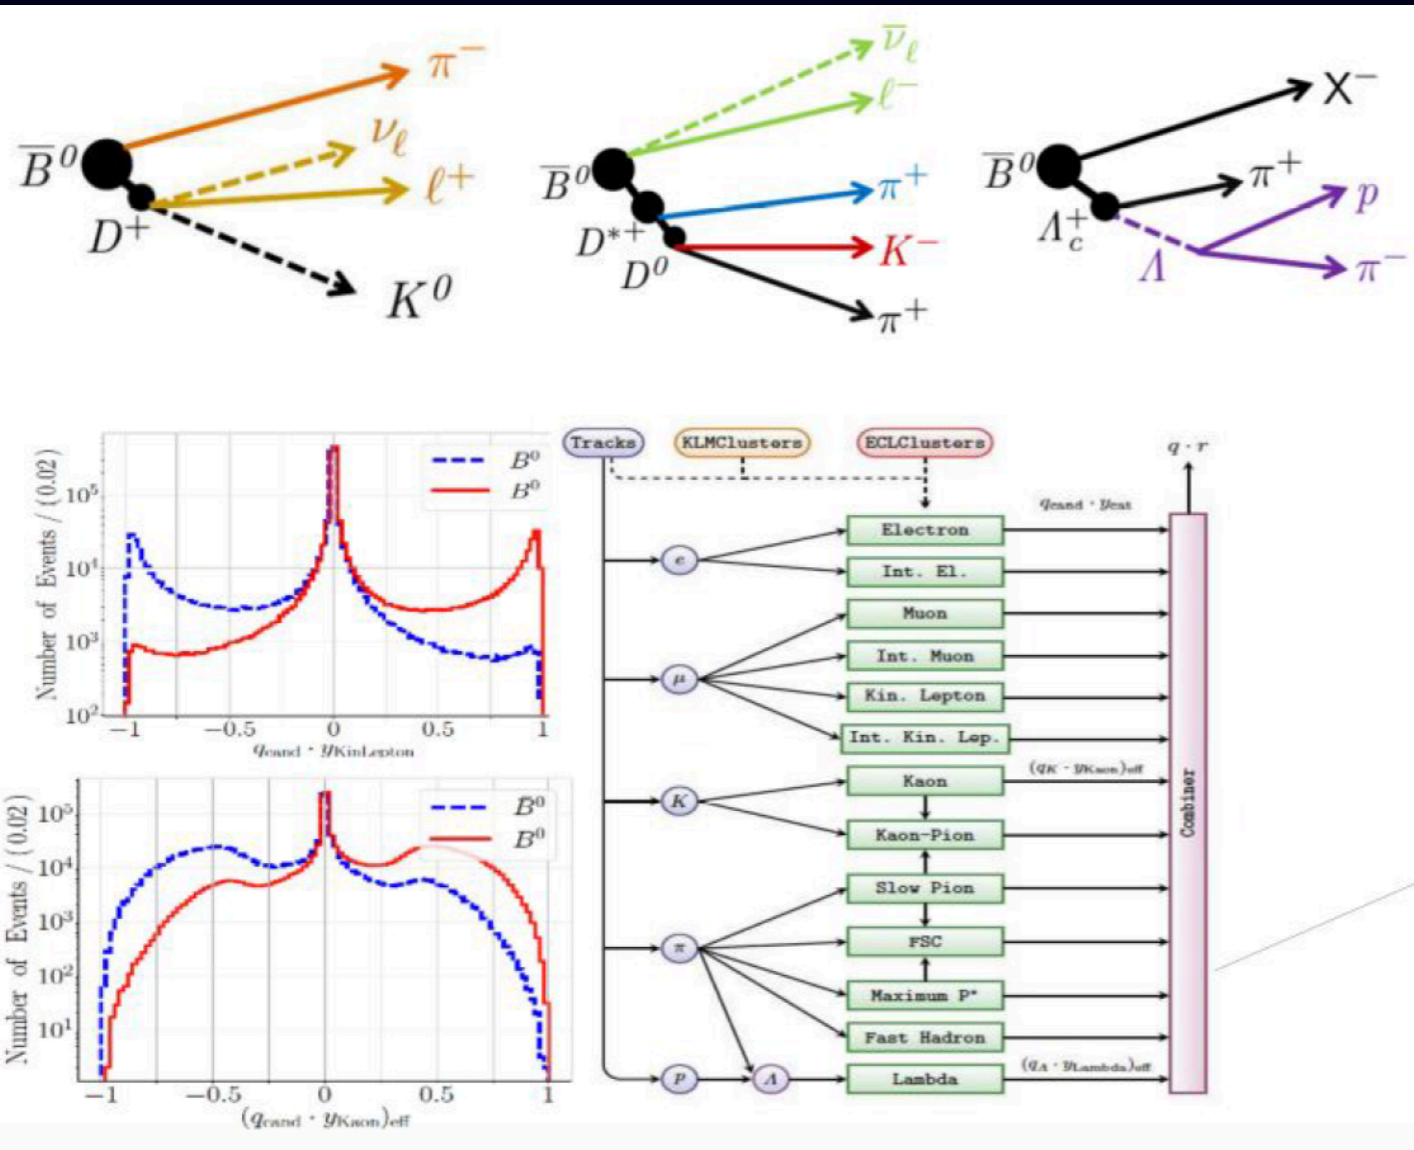 π⁻
ν_ℓ
B̅⁰
ℓ⁺
D⁺
K⁰
ν̅_ℓ
ℓ⁻
B̅⁰
π⁺
D*⁺
K⁻
D⁰
π⁺
X⁻
B̅⁰
π⁺
p
Λ_c⁺
Λ
π⁻
Number of Events / (0.02)
10⁵
10⁴
10³
10²
B̅⁰
B⁰
−1 −0.5 0 0.5 1
q_cand · y_KinLepton
Number of Events / (0.02)
10⁵
10⁴
10³
10²
10¹
B̅⁰
B⁰
−1 −0.5 0 0.5 1
(q_cand · y_Kaon)_eff
Tracks KLMClusters ECLClusters
q · r
q_cand · y_cat
Electron
e
Int. El.
Muon
Int. Muon
μ
Kin. Lepton
Int. Kin. Lep.
(q_K · y_Kaon)_eff
Kaon
K
Kaon-Pion
Combiner
Slow Pion
π
FSC
Maximum P*
Fast Hadron
(q_Λ · y_Lambda)_eff
p Λ Lambda